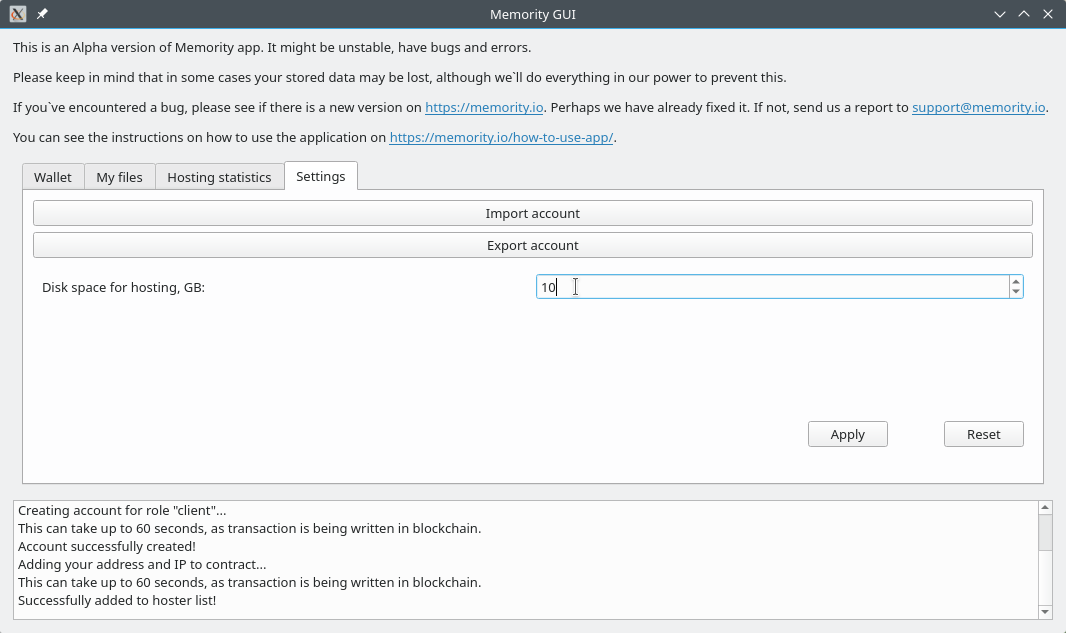 Memority GUI
This is an Alpha version of Memority app. It might be unstable, have bugs and errors.
Please keep in mind that in some cases your stored data may be lost, although we`ll do everything in our power to prevent this.
If you`ve encountered a bug, please see if there is a new version on https://memority.io. Perhaps we have already fixed it. If not, send us a report to support@memority.io.
You can see the instructions on how to use the application on https://memority.io/how-to-use-app/.
Wallet My files Hosting statistics Settings
Import account
Export account
Disk space for hosting, GB: 10
Apply Reset
Creating account for role "client"...
This can take up to 60 seconds, as transaction is being written in blockchain.
Account successfully created!
Adding your address and IP to contract...
This can take up to 60 seconds, as transaction is being written in blockchain.
Successfully added to hoster list!